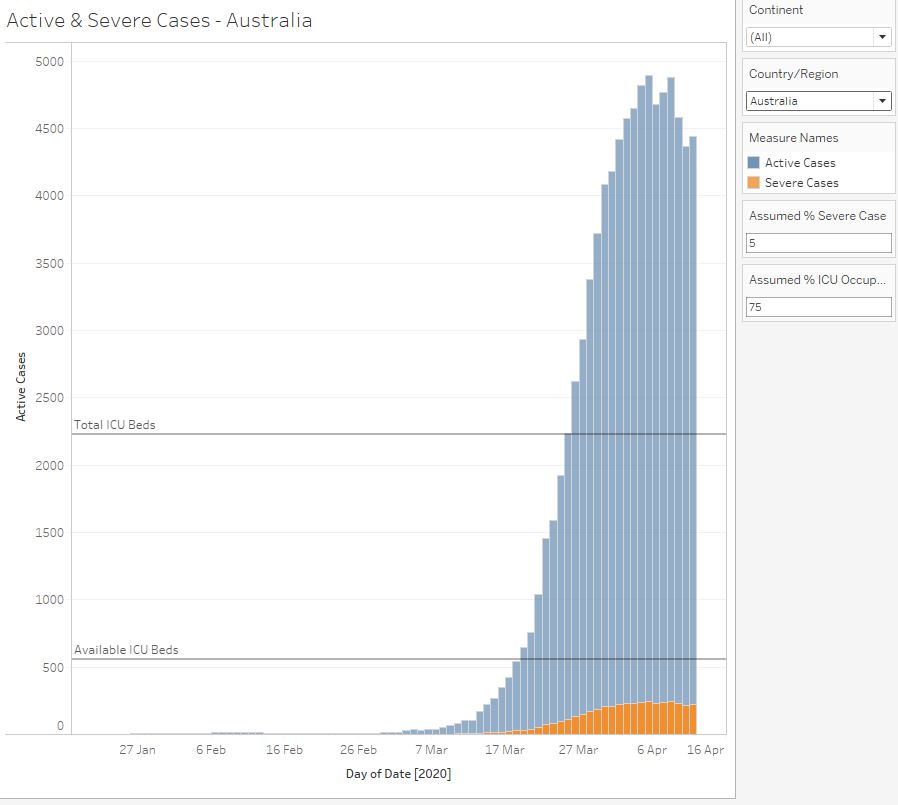 Active & Severe Cases - Australia
5000
4500
4000
3500
3000
2500
2000
1500
1000
500
0
Active Cases
Total ICU Beds
Available ICU Beds
27 Jan 6 Feb 16 Feb 26 Feb 7 Mar 17 Mar 27 Mar 6 Apr 16 Apr
Day of Date [2020]
Continent
(All)
Country/Region
Australia
Measure Names
Active Cases
Severe Cases
Assumed % Severe Case
5
Assumed % ICU Occup...
75